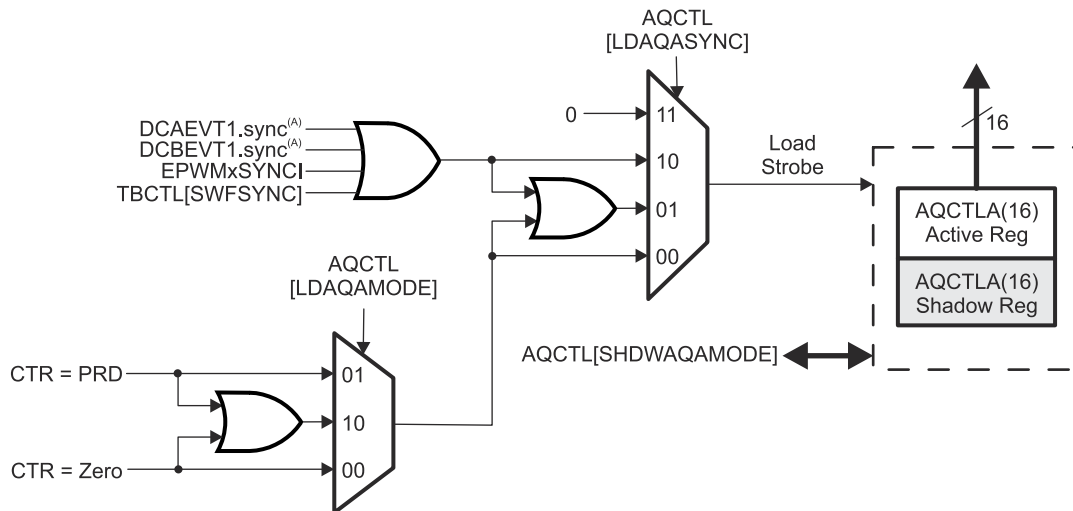 AQCTL
[LDAQASYNC]
0
11
16
DCAEVT1.sync(A)
DCBEVT1.sync(A)
EPWMxSYNCI
TBCTL[SWFSYNC]
10
Load
Strobe
01
00
AQCTLA(16)
Active Reg
AQCTLA(16)
Shadow Reg
AQCTL
[LDAQAMODE]
AQCTL[SHDWAQAMODE]
CTR = PRD
01
10
CTR = Zero
00